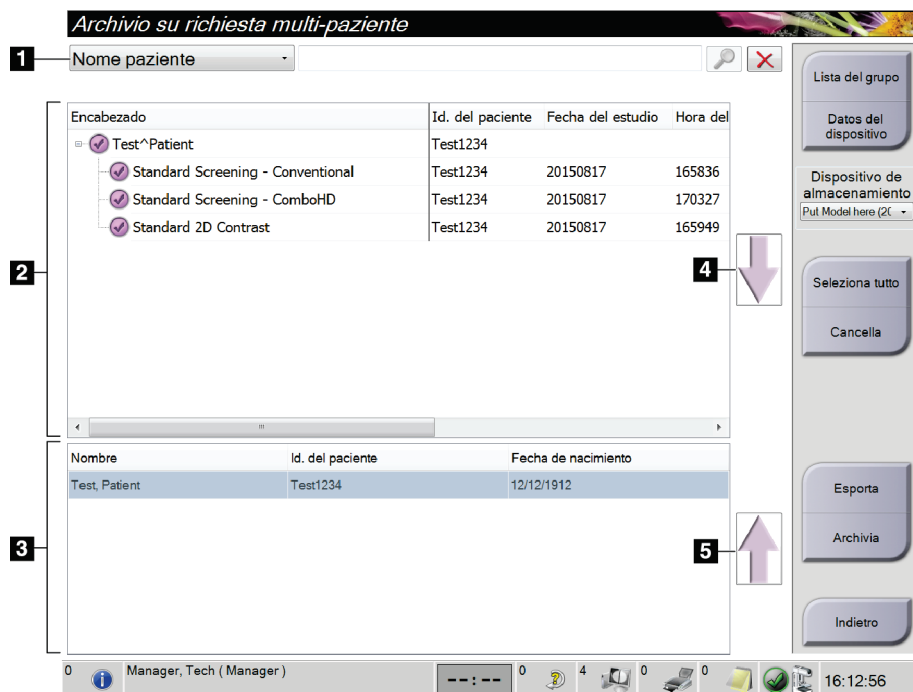 Archivio su richiesta multi-paziente
1
Nome paziente
Encabezado Id. del paciente Fecha del estudio Hora del
Test^Patient Test1234
Standard Screening - Conventional Test1234 20150817 165836
Standard Screening - ComboHD Test1234 20150817 170327
Standard 2D Contrast Test1234 20150817 165949
2
4
Nombre Id. del paciente Fecha de nacimiento
Test, Patient Test1234 12/12/1912
3
5
Lista del grupo
Datos del
dispositivo
Dispositivo de
almacenamiento
Put Model here (20
Seleziona tutto
Cancella
Esporta
Archivia
Indietro
0 Manager, Tech ( Manager ) --:-- 0 4 0 0 16:12:56